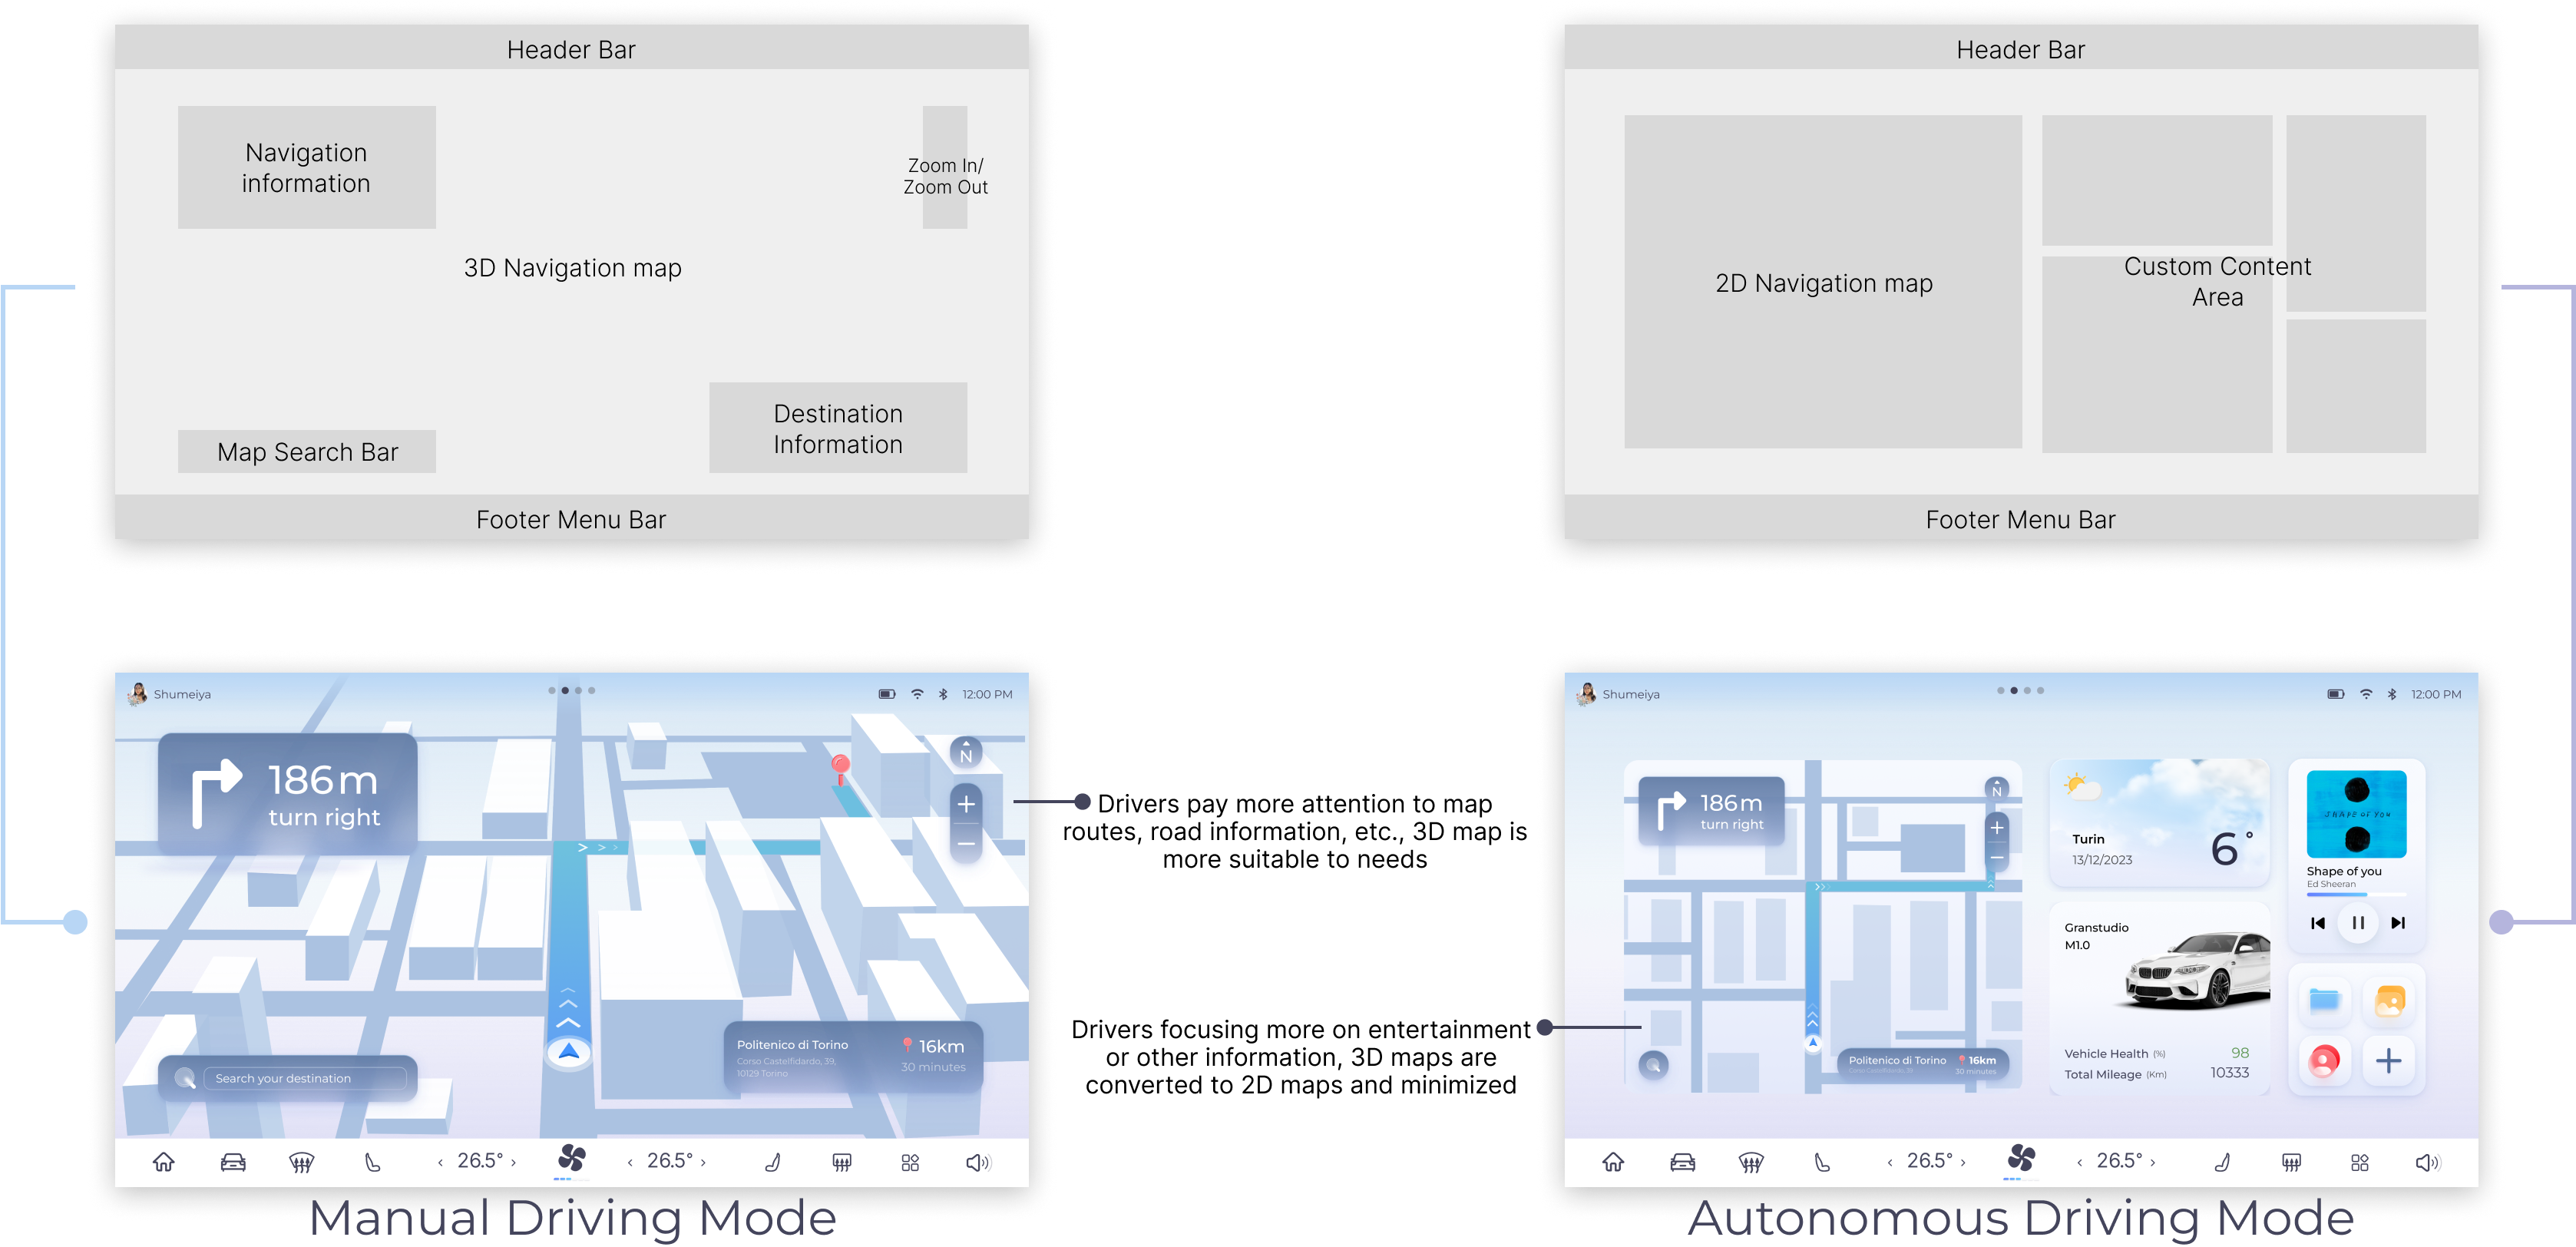 Header Bar
Navigation
information
Zoom In/
Zoom Out
3D Navigation map
Destination
Information
Map Search Bar
Footer Menu Bar
Header Bar
2D Navigation map
Custom Content
Area
Footer Menu Bar
Shumeiya
12:00 PM
186m
turn right
N
Politenico di Torino
16km
Corso Castelfidardo, 39,
10129 Torino
30 minutes
Search your destination
26.5°
26.5°
Manual Driving Mode
Drivers pay more attention to map
routes, road information, etc., 3D map is
more suitable to needs
Drivers focusing more on entertainment
or other information, 3D maps are
converted to 2D maps and minimized
Shumeiya
12:00 PM
186m
turn right
N
Politenico di Torino
16km
Corso Castelfidardo, 39
30 minutes
Turin
13/12/2023
6°
SHAPE OF YOU
Shape of you
Ed Sheeran
Granstudio
M1.0
Vehicle Health (%) 98
Total Mileage (Km) 10333
26.5°
26.5°
Autonomous Driving Mode